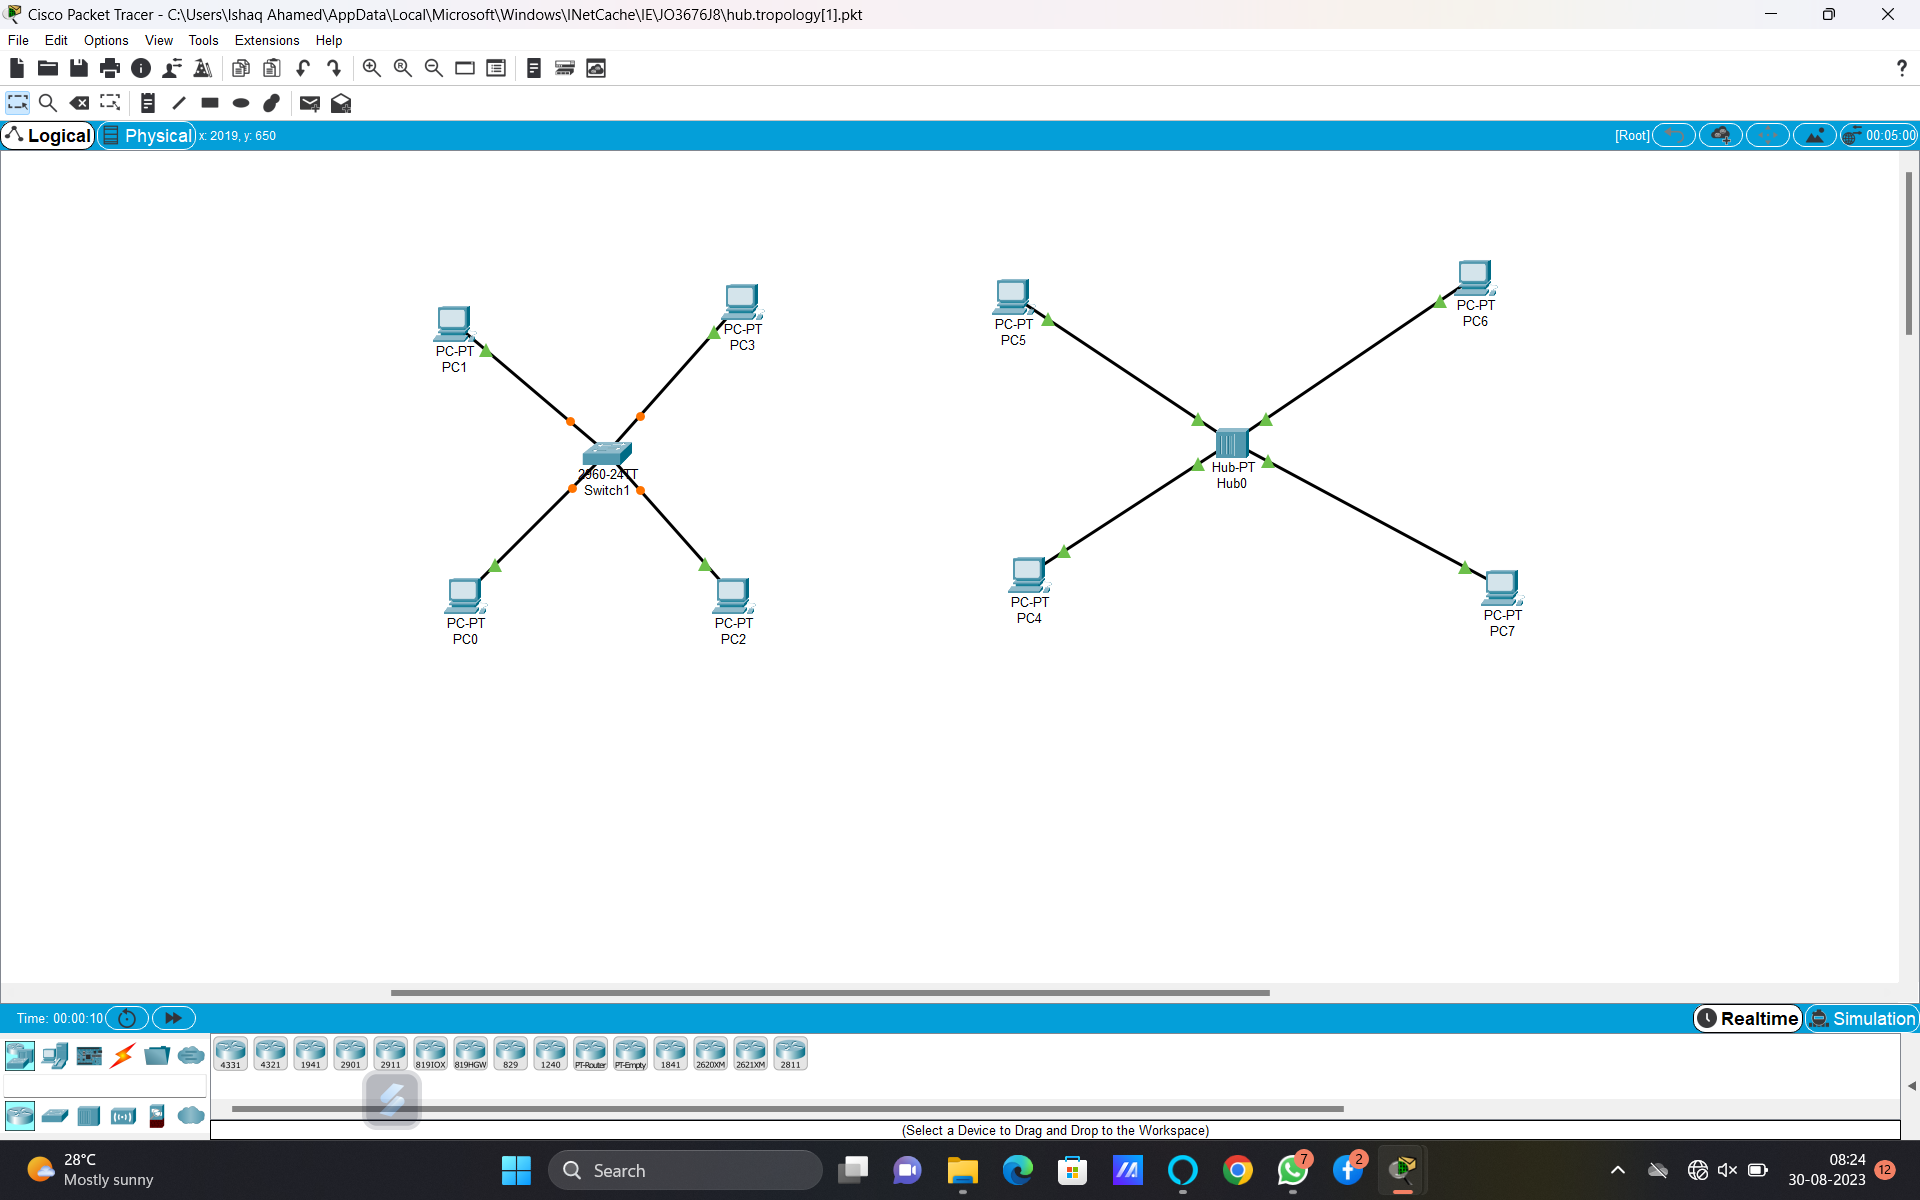 Cisco Packet Tracer - C:\Users\Ishaq Ahamed\AppData\Local\Microsoft\Windows\INetCache\IE\JO3676J8\hub.tropology[1].pkt
File Edit Options View Tools Extensions Help
?
Logical Physical x: 2019, y: 650 [Root] 00:05:00
PC-PT
PC1
PC-PT
PC3
PC-PT
PC5
PC-PT
PC6
2960-24TT
Switch1
Hub-PT
Hub0
PC-PT
PC0
PC-PT
PC2
PC-PT
PC4
PC-PT
PC7
Time: 00:00:10 Realtime Simulation
4331 4321 1941 2901 2911 819IOX 819HGW 829 1240 PT-Router PT-Empty 1841 2620XM 2621XM 2811
(Select a Device to Drag and Drop to the Workspace)
28°C
Mostly sunny
Search
7
2
08:24
30-08-2023
12